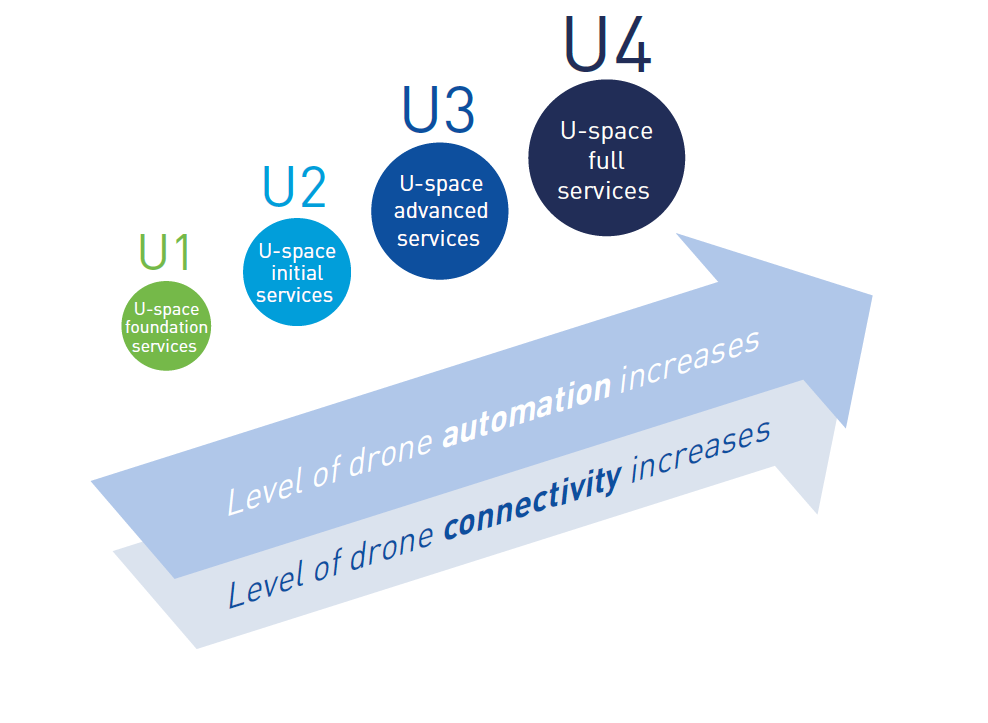 U1
U-space
foundation
services
U2
U-space
initial
services
U3
U-space
advanced
services
U4
U-space
full
services
Level of drone automation increases
Level of drone connectivity increases